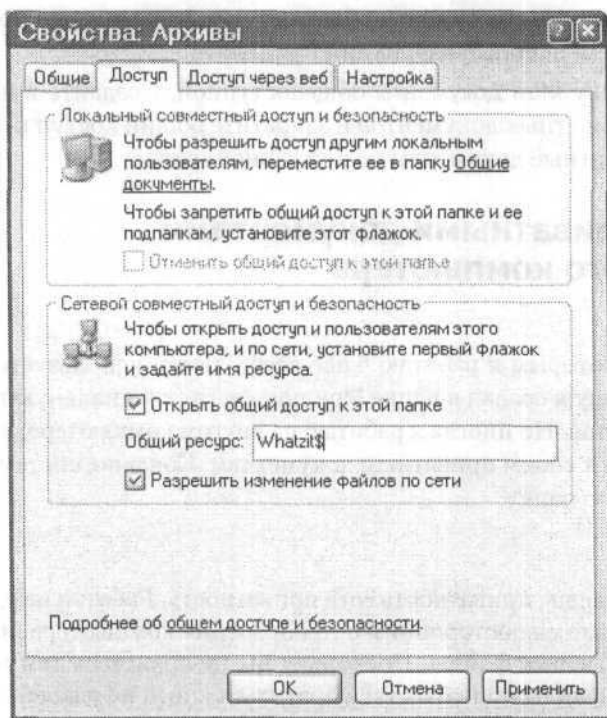 Свойства: Архивы
Общие
Доступ
Доступ через веб
Настройка
Локальный совместный доступ и безопасность
Чтобы разрешить доступ другим локальным
пользователям, переместите ее в папку Общие
документы.
Чтобы запретить общий доступ к этой папке и ее
подпапкам, установите этот флажок.
Отменить общий доступ к этой папке
Сетевой совместный доступ и безопасность
Чтобы открыть доступ и пользователям этого
компьютера, и по сети, установите первый флажок
и задайте имя ресурса.
Открыть общий доступ к этой папке
Общий ресурс: Whatzit$
Разрешить изменение файлов по сети
Подробнее об общем доступе и безопасности.
OK
Отмена
Применить